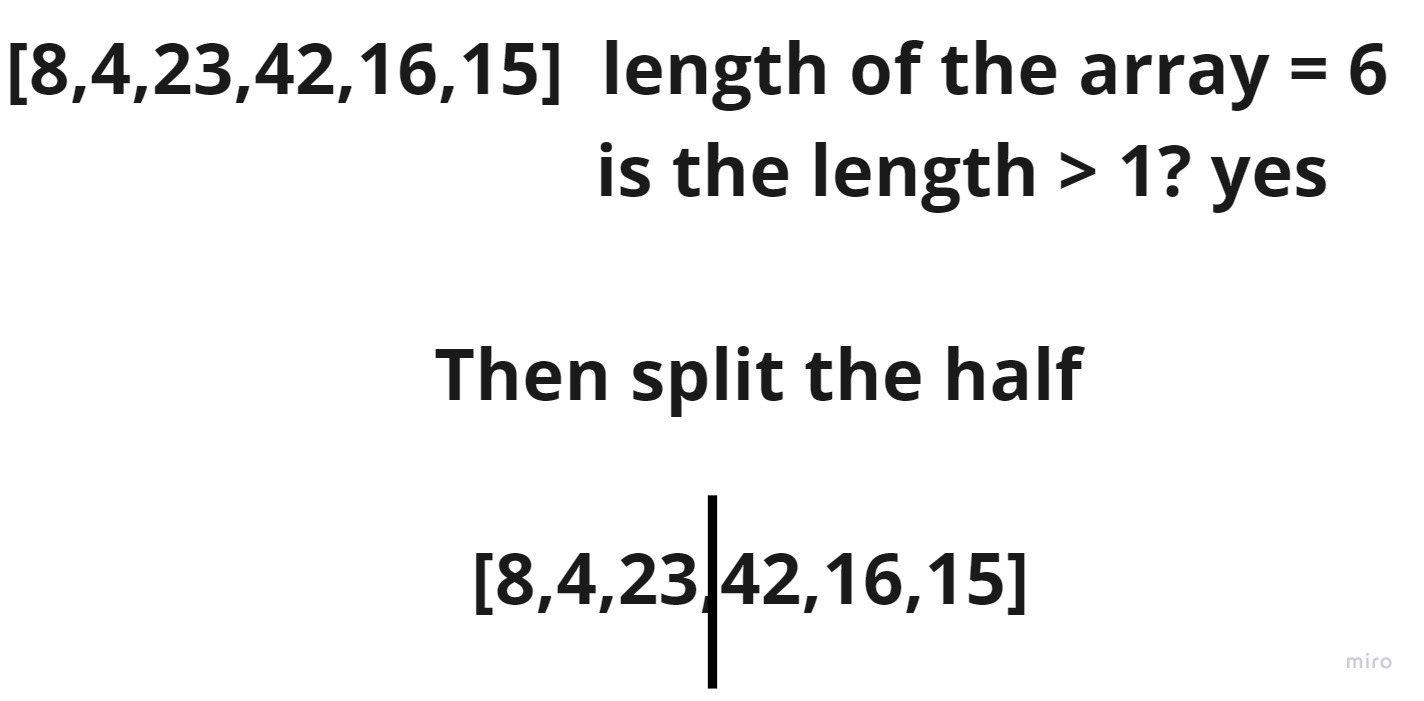 [8,4,23,42,16,15] length of the array = 6
is the length > 1? yes
Then split the half
[8,4,23,42,16,15]
miro